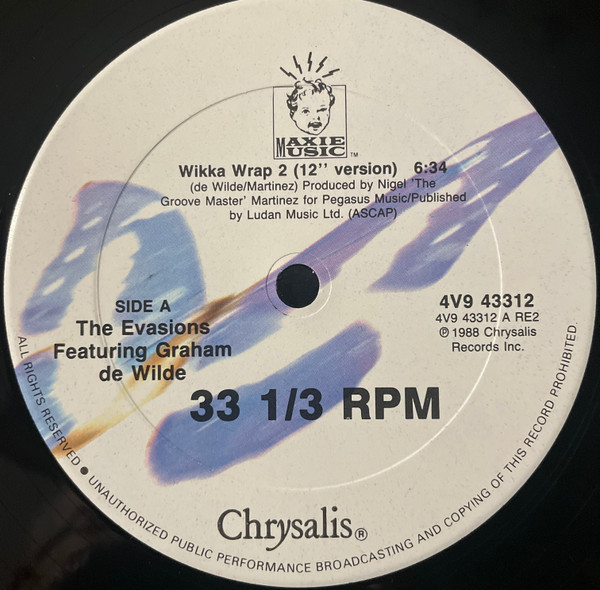 MAXIE
MUSIC™
Wikka Wrap 2 (12'' version) 6:34
(de Wilde/Martinez) Produced by Nigel 'The
Groove Master' Martinez for Pegasus Music/Published
by Ludan Music Ltd. (ASCAP)
SIDE A
The Evasions
Featuring Graham
de Wilde
4V9 43312
4V9 43312 A RE2
℗ 1988 Chrysalis
Records Inc.
33 1/3 RPM
Chrysalis®
ALL RIGHTS RESERVED ● UNAUTHORIZED PUBLIC PERFORMANCE BROADCASTING AND COPYING OF THIS RECORD PROHIBITED.